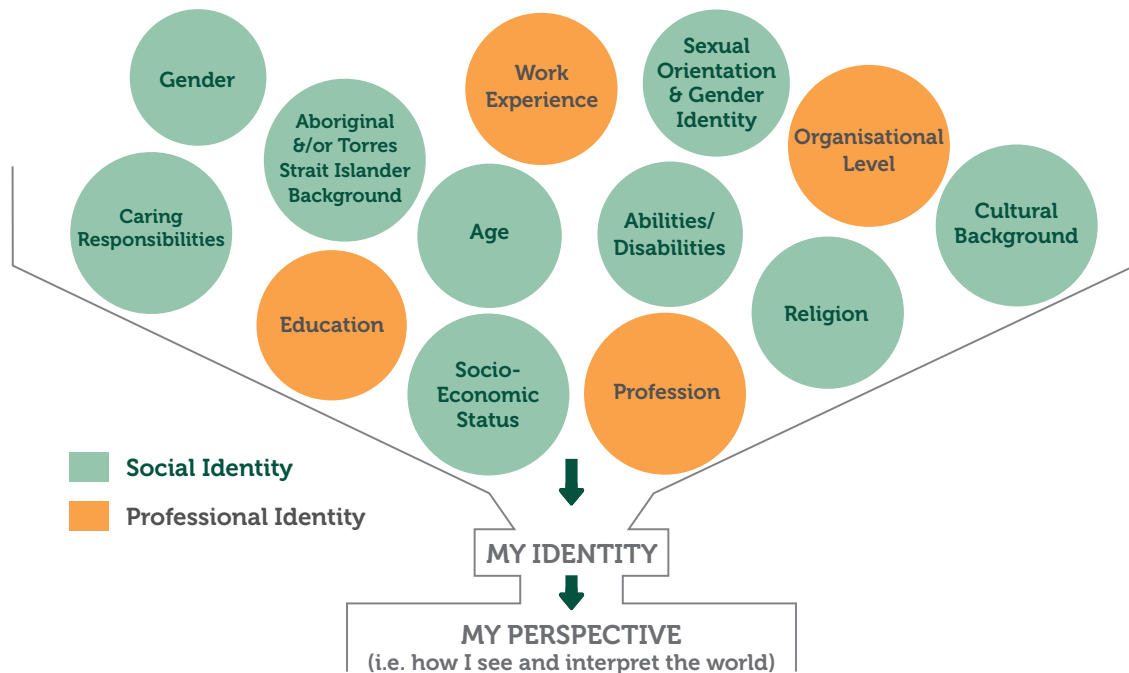 Gender
Aboriginal
&/or Torres
Strait Islander
Background
Work
Experience
Sexual
Orientation
& Gender
Identity
Organisational
Level
Caring
Responsibilities
Age
Abilities/
Disabilities
Cultural
Background
Education
Religion
Socio-
Economic
Status
Profession
Social Identity
Professional Identity
MY IDENTITY
MY PERSPECTIVE
(i.e. how I see and interpret the world)